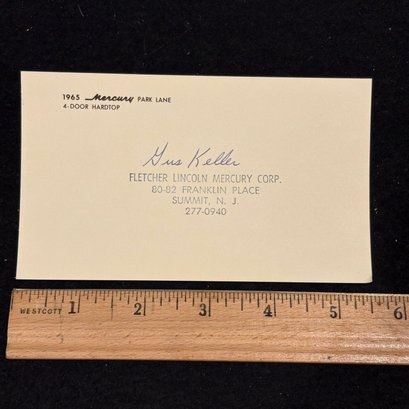 1965 Mercury PARK LANE
4-DOOR HARDTOP
Gus Keller
FLETCHER LINCOLN MERCURY CORP.
80-82 FRANKLIN PLACE
SUMMIT, N. J.
277-0940
WESTCOTT 1 2 3 4 5 6